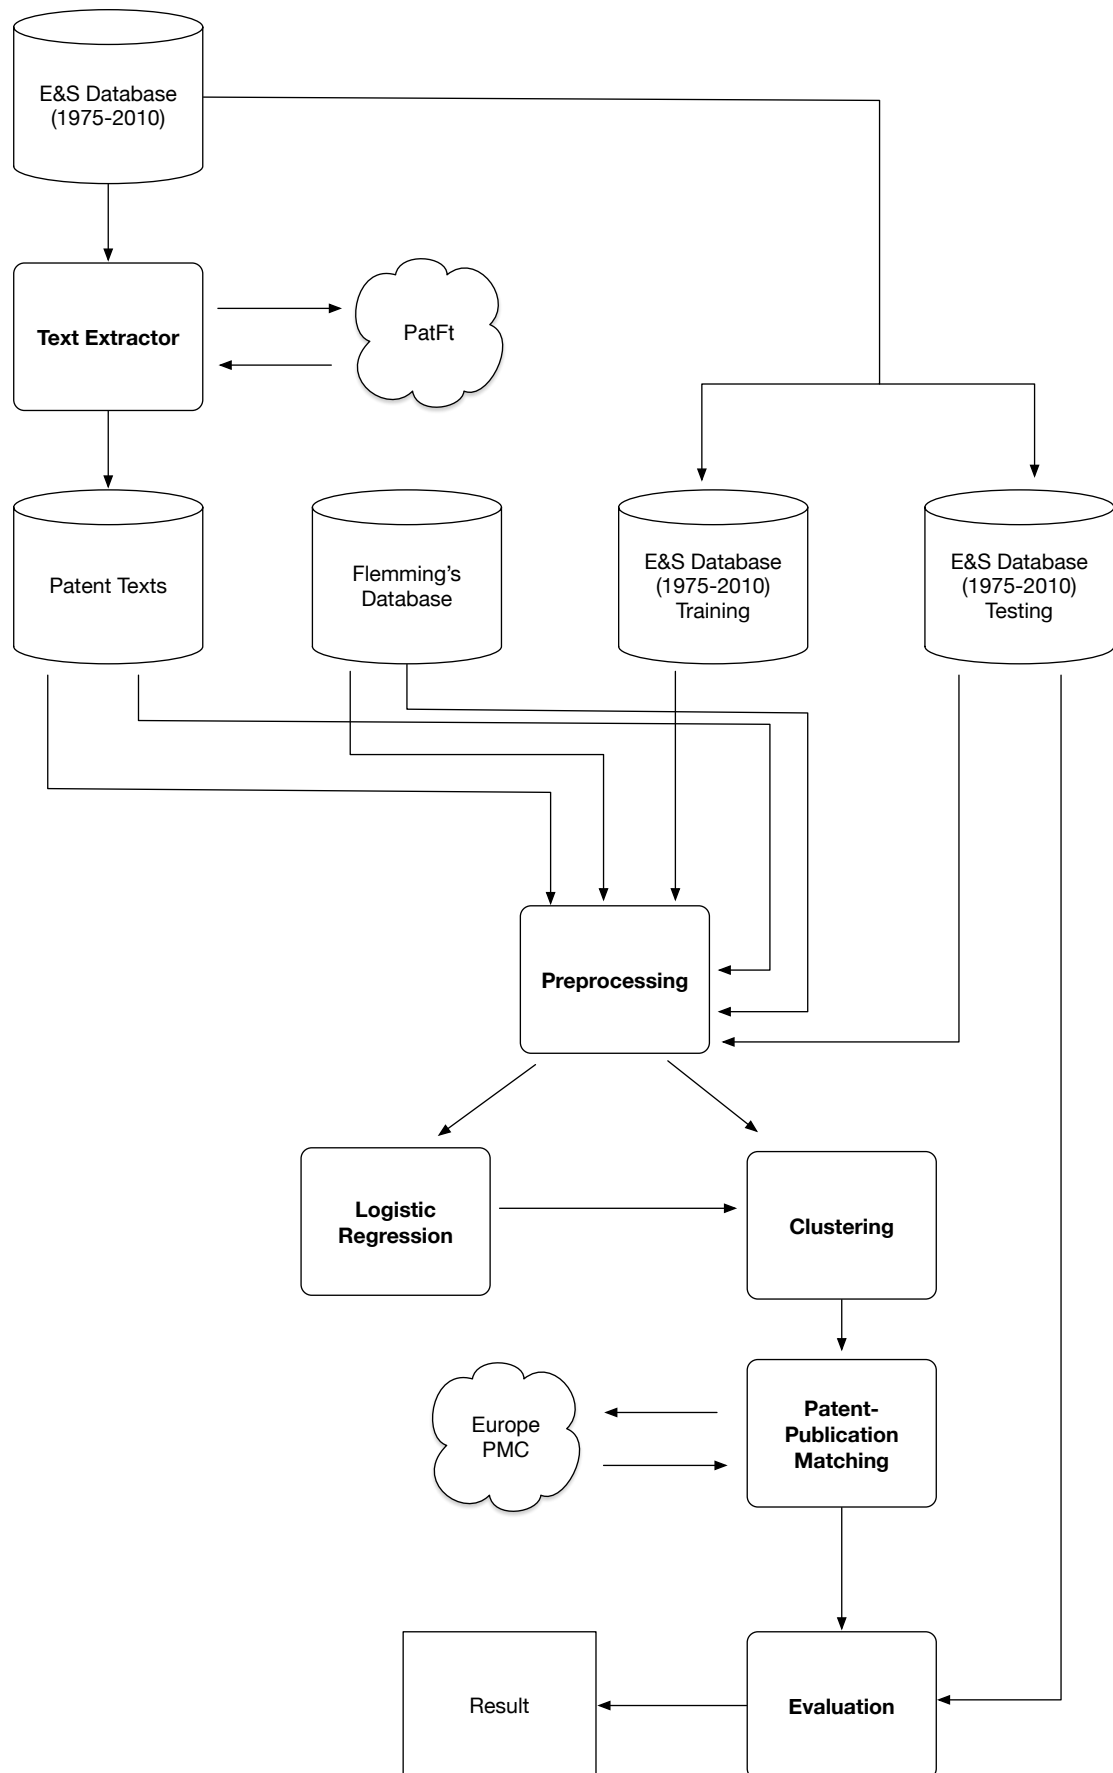 E&S Database
(1975-2010)
Text Extractor
PatFt
Patent Texts
Flemming's
Database
E&S Database
(1975-2010)
Training
E&S Database
(1975-2010)
Testing
Preprocessing
Logistic
Regression
Clustering
Europe
PMC
Patent-
Publication
Matching
Result
Evaluation